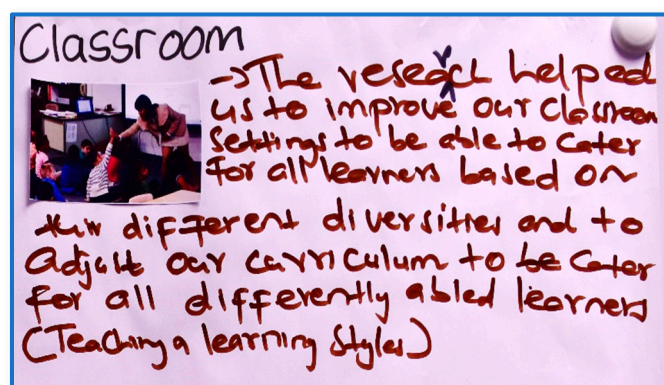 Classroom
→ The reseach helped
us to improve our classroom
settings to be able to cater
for all learners based on
their different diversities and to
Adjust our curriculum to be cater
for all differently abled learners
(Teaching a learning styles)